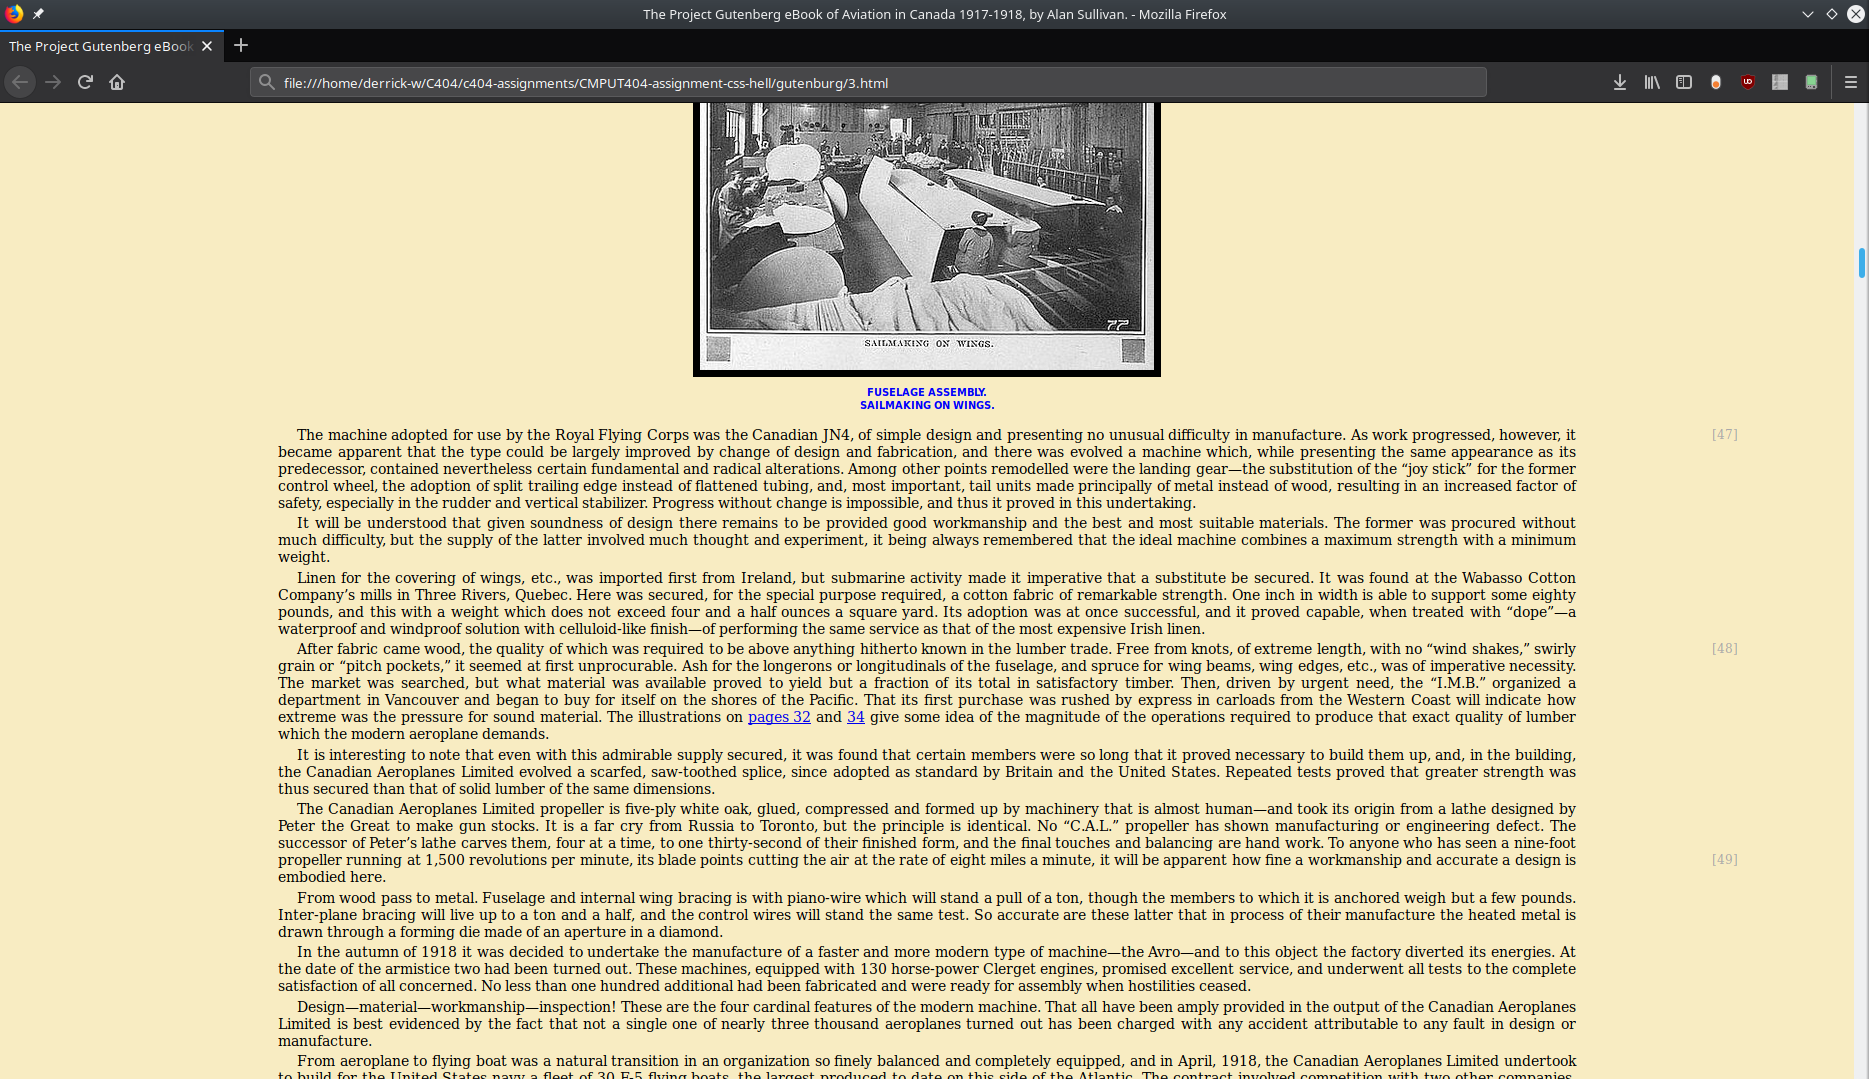 The Project Gutenberg eBook of Aviation in Canada 1917-1918, by Alan Sullivan. - Mozilla Firefox
The Project Gutenberg eBook
file:///home/derrick-w/C404/c404-assignments/CMPUT404-assignment-css-hell/gutenburg/3.html
77
SAILMAKING ON WINGS.
FUSELAGE ASSEMBLY.
SAILMAKING ON WINGS.
The machine adopted for use by the Royal Flying Corps was the Canadian JN4, of simple design and presenting no unusual difficulty in manufacture. As work progressed, however, it [47]
became apparent that the type could be largely improved by change of design and fabrication, and there was evolved a machine which, while presenting the same appearance as its
predecessor, contained nevertheless certain fundamental and radical alterations. Among other points remodelled were the landing gear—the substitution of the “joy stick” for the former
control wheel, the adoption of split trailing edge instead of flattened tubing, and, most important, tail units made principally of metal instead of wood, resulting in an increased factor of
safety, especially in the rudder and vertical stabilizer. Progress without change is impossible, and thus it proved in this undertaking.
It will be understood that given soundness of design there remains to be provided good workmanship and the best and most suitable materials. The former was procured without
much difficulty, but the supply of the latter involved much thought and experiment, it being always remembered that the ideal machine combines a maximum strength with a minimum
weight.
Linen for the covering of wings, etc., was imported first from Ireland, but submarine activity made it imperative that a substitute be secured. It was found at the Wabasso Cotton
Company’s mills in Three Rivers, Quebec. Here was secured, for the special purpose required, a cotton fabric of remarkable strength. One inch in width is able to support some eighty
pounds, and this with a weight which does not exceed four and a half ounces a square yard. Its adoption was at once successful, and it proved capable, when treated with “dope”—a
waterproof and windproof solution with celluloid-like finish—of performing the same service as that of the most expensive Irish linen.
After fabric came wood, the quality of which was required to be above anything hitherto known in the lumber trade. Free from knots, of extreme length, with no “wind shakes,” swirly [48]
grain or “pitch pockets,” it seemed at first unprocurable. Ash for the longerons or longitudinals of the fuselage, and spruce for wing beams, wing edges, etc., was of imperative necessity.
The market was searched, but what material was available proved to yield but a fraction of its total in satisfactory timber. Then, driven by urgent need, the “I.M.B.” organized a
department in Vancouver and began to buy for itself on the shores of the Pacific. That its first purchase was rushed by express in carloads from the Western Coast will indicate how
extreme was the pressure for sound material. The illustrations on pages 32 and 34 give some idea of the magnitude of the operations required to produce that exact quality of lumber
which the modern aeroplane demands.
It is interesting to note that even with this admirable supply secured, it was found that certain members were so long that it proved necessary to build them up, and, in the building,
the Canadian Aeroplanes Limited evolved a scarfed, saw-toothed splice, since adopted as standard by Britain and the United States. Repeated tests proved that greater strength was
thus secured than that of solid lumber of the same dimensions.
The Canadian Aeroplanes Limited propeller is five-ply white oak, glued, compressed and formed up by machinery that is almost human—and took its origin from a lathe designed by
Peter the Great to make gun stocks. It is a far cry from Russia to Toronto, but the principle is identical. No “C.A.L.” propeller has shown manufacturing or engineering defect. The
successor of Peter’s lathe carves them, four at a time, to one thirty-second of their finished form, and the final touches and balancing are hand work. To anyone who has seen a nine-foot
propeller running at 1,500 revolutions per minute, its blade points cutting the air at the rate of eight miles a minute, it will be apparent how fine a workmanship and accurate a design is [49]
embodied here.
From wood pass to metal. Fuselage and internal wing bracing is with piano-wire which will stand a pull of a ton, though the members to which it is anchored weigh but a few pounds.
Inter-plane bracing will live up to a ton and a half, and the control wires will stand the same test. So accurate are these latter that in process of their manufacture the heated metal is
drawn through a forming die made of an aperture in a diamond.
In the autumn of 1918 it was decided to undertake the manufacture of a faster and more modern type of machine—the Avro—and to this object the factory diverted its energies. At
the date of the armistice two had been turned out. These machines, equipped with 130 horse-power Clerget engines, promised excellent service, and underwent all tests to the complete
satisfaction of all concerned. No less than one hundred additional had been fabricated and were ready for assembly when hostilities ceased.
Design—material—workmanship—inspection! These are the four cardinal features of the modern machine. That all have been amply provided in the output of the Canadian Aeroplanes
Limited is best evidenced by the fact that not a single one of nearly three thousand aeroplanes turned out has been charged with any accident attributable to any fault in design or
manufacture.
From aeroplane to flying boat was a natural transition in an organization so finely balanced and completely equipped, and in April, 1918, the Canadian Aeroplanes Limited undertook
to build for the United States navy a fleet of 30 F-5 flying boats, the largest produced to date on this side of the Atlantic. The contract involved competition with two other companies,